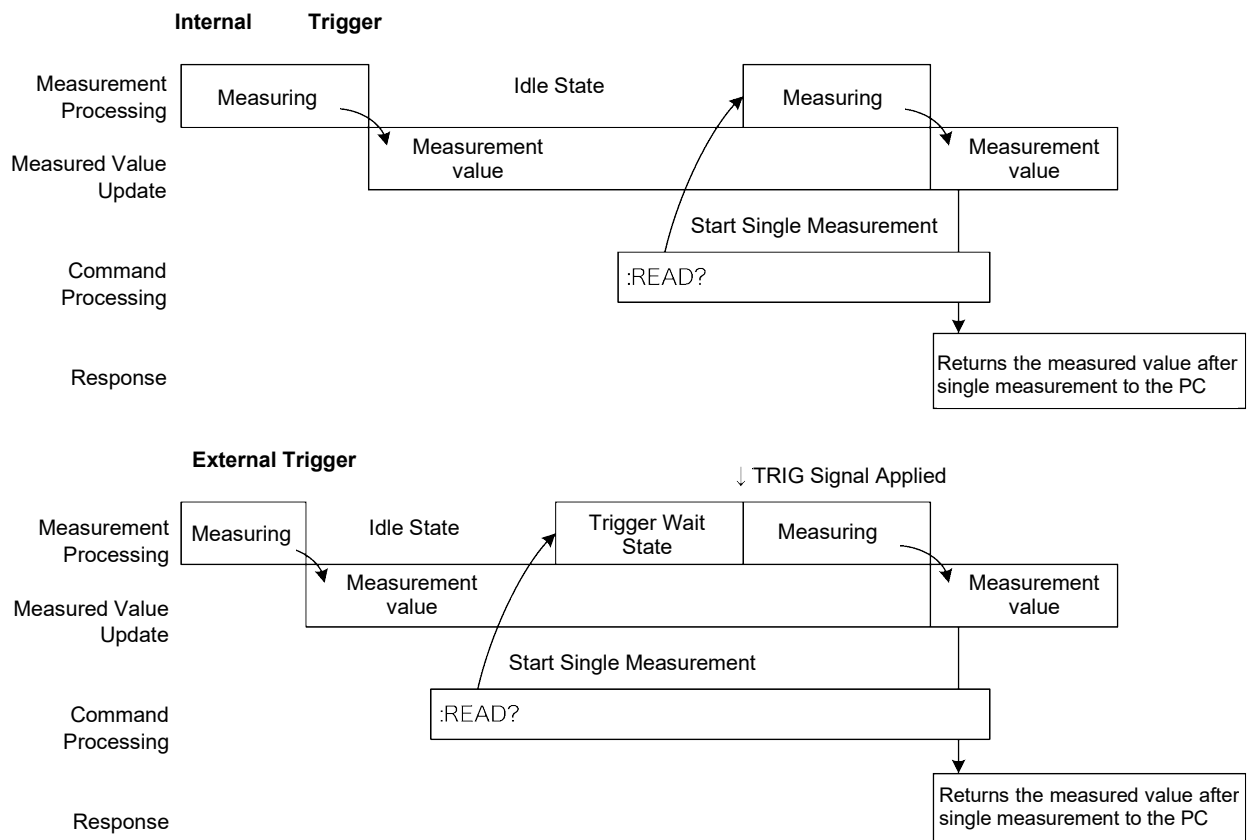 Internal Trigger
Measurement
Processing
Measuring
Idle State
Measuring
Measured Value
Update
Measurement
value
Measurement
value
Start Single Measurement
Command
Processing
:READ?
Response
Returns the measured value after
single measurement to the PC
External Trigger
↓ TRIG Signal Applied
Measurement
Processing
Measuring
Idle State
Trigger Wait
State
Measuring
Measured Value
Update
Measurement
value
Measurement
value
Start Single Measurement
Command
Processing
:READ?
Response
Returns the measured value after
single measurement to the PC